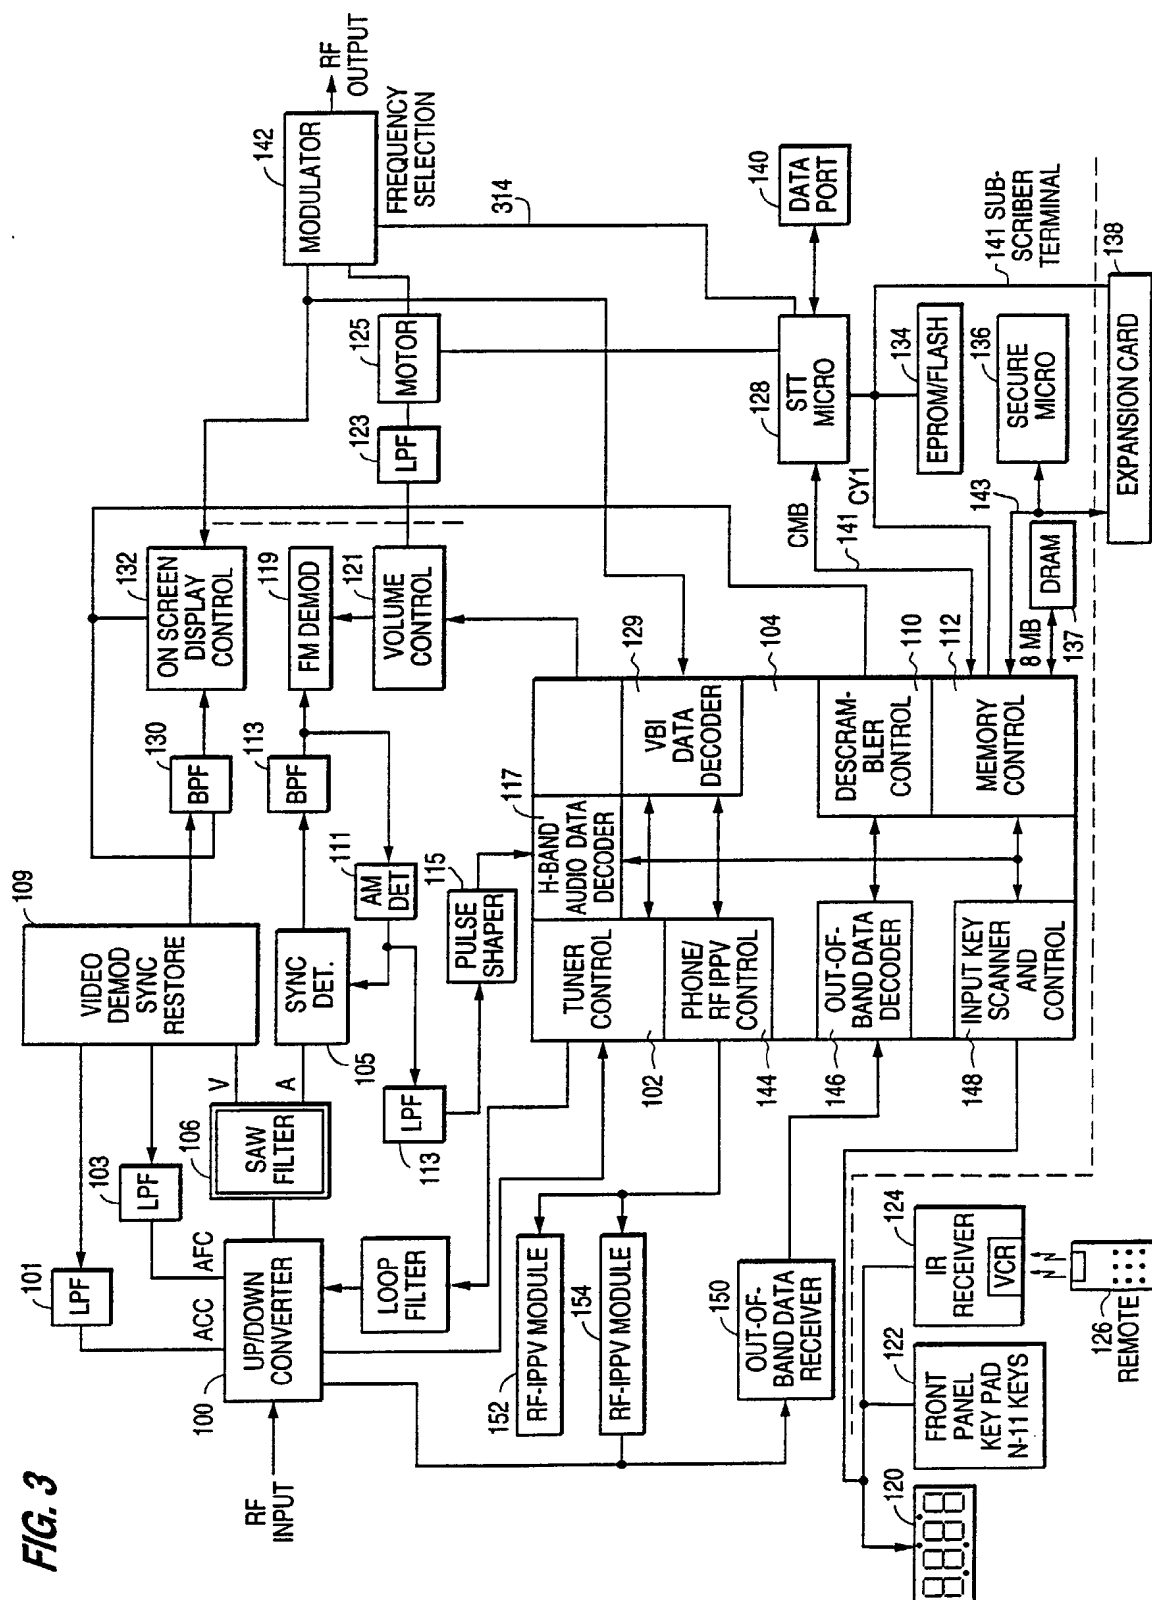 FIG. 3
RF
INPUT
100
UP/DOWN
CONVERTER
ACC
AFC
101
LPF
103
LPF
106
SAW
FILTER
V
A
109
VIDEO
DEMOD
SYNC
RESTORE
SYNC
DET.
105
130
BPF
113
BPF
111
AM
DET
LPF
113
115
PULSE
SHAPER
132
ON SCREEN
DISPLAY
CONTROL
119
FM DEMOD
121
VOLUME
CONTROL
123
LPF
125
MOTOR
142
MODULATOR
RF
OUTPUT
FREQUENCY
SELECTION
314
LOOP
FILTER
152
RF-IPPV MODULE
154
RF-IPPV MODULE
150
OUT-OF-
BAND DATA
RECEIVER
TUNER
CONTROL
102
PHONE/
RF IPPV
CONTROL
144
117
H-BAND
AUDIO DATA
DECODER
129
VBI
DATA
DECODER
104
OUT-OF-
BAND DATA
DECODER
146
DESCRAM-
BLER
CONTROL
110
INPUT KEY
SCANNER
AND
CONTROL
148
MEMORY
CONTROL
112
CMB
141
CY1
128
STT
MICRO
140
DATA
PORT
134
EPROM/FLASH
136
SECURE
MICRO
141 SUB-
SCRIBER
TERMINAL
143
8 MB
DRAM
137
138
EXPANSION CARD
120
88:88
122
FRONT
PANEL
KEY PAD
N-11 KEYS
124
IR
RECEIVER
VCR
126
REMOTE